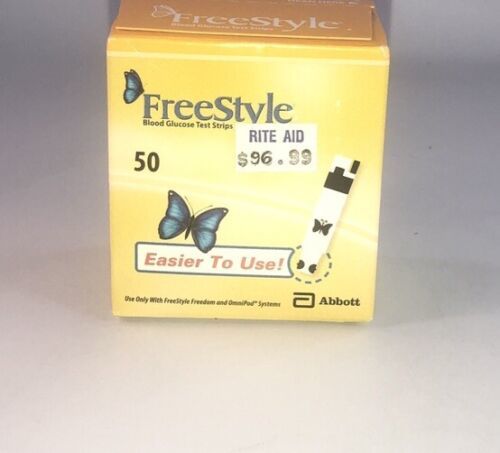 FreeStyle
FreeStyle
Blood Glucose Test Strips
RITE AID
$96.99
50
Easier To Use!
Use Only With FreeStyle Freedom and OmniPod™ Systems
Abbott